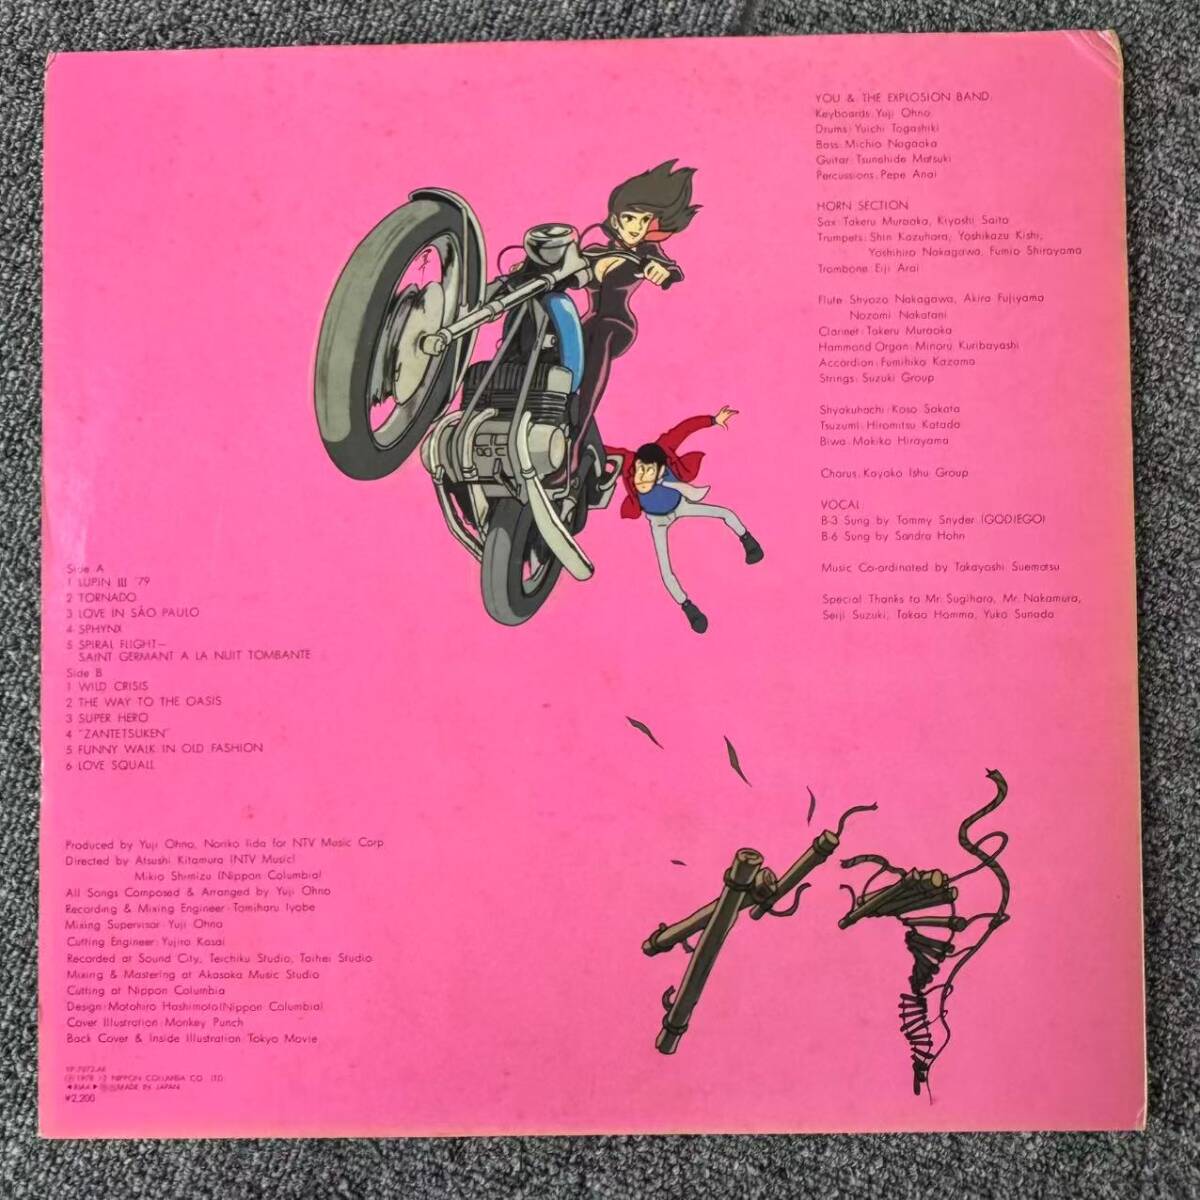 YOU & THE EXPLOSION BAND
Keyboards: Yuji Ohno
Drums: Yuichi Togashiki
Bass: Michio Nagaoka
Guitar: Tsunehide Matsuki
Percussions: Pepe Anai
HORN SECTION
Sax: Takeru Muraoka, Kiyoshi Saito
Trumpets: Shin Kazuhara, Yoshikazu Kishi,
Yoshihiro Nakagawa, Fumio Shirayama
Trombone: Eiji Arai
Flute: Shyozo Nakagawa, Akira Fujiyama
Nozomi Nakatani
Clarinet: Takeru Muraoka
Hammond Organ: Minoru Kuribayashi
Accordion: Fumihiko Kazama
Strings: Suzuki Group
Shyakuhachi: Koso Sakata
Tsuzumi: Hiromitsu Katada
Biwa: Makiko Hirayama
Chorus: Kayoko Ishu Group
VOCAL
B-3 Sung by Tommy Snyder (GODIEGO)
B-6 Sung by Sandra Hohn
Music Co-ordinated by Takayoshi Suematsu
Special Thanks to Mr. Sugihara, Mr. Nakamura,
Seiji Suzuki, Takao Homma, Yuko Sunada
Side A
1 LUPIN III '79
2 TORNADO
3 LOVE IN SÃO PAULO
4 SPHYNX
5 SPIRAL FLIGHT—
SAINT GERMANT A LA NUIT TOMBANTE
Side B
1 WILD CRISIS
2 THE WAY TO THE OASIS
3 SUPER HERO
4 "ZANTETSUKEN"
5 FUNNY WALK IN OLD FASHION
6 LOVE SQUALL
Produced by Yuji Ohno, Noriko Iida for NTV Music Corp
Directed by Atsushi Kitamura (NTV Music)
Mikio Shimizu (Nippon Columbia)
All Songs Composed & Arranged by Yuji Ohno
Recording & Mixing Engineer: Tomiharu Iyobe
Mixing Supervisor: Yuji Ohno
Cutting Engineer: Yujiro Kasai
Recorded at Sound City, Teichiku Studio, Taihei Studio
Mixing & Mastering at Akasaka Music Studio
Cutting at Nippon Columbia
Design: Motohiro Hashimoto (Nippon Columbia)
Cover Illustration: Monkey Punch
Back Cover & Inside Illustration: Tokyo Movie
YP-7072-AX
Ⓟ 1978 12 NIPPON COLUMBIA CO. LTD
◀RIAJ▶ MADE IN JAPAN
¥2,200